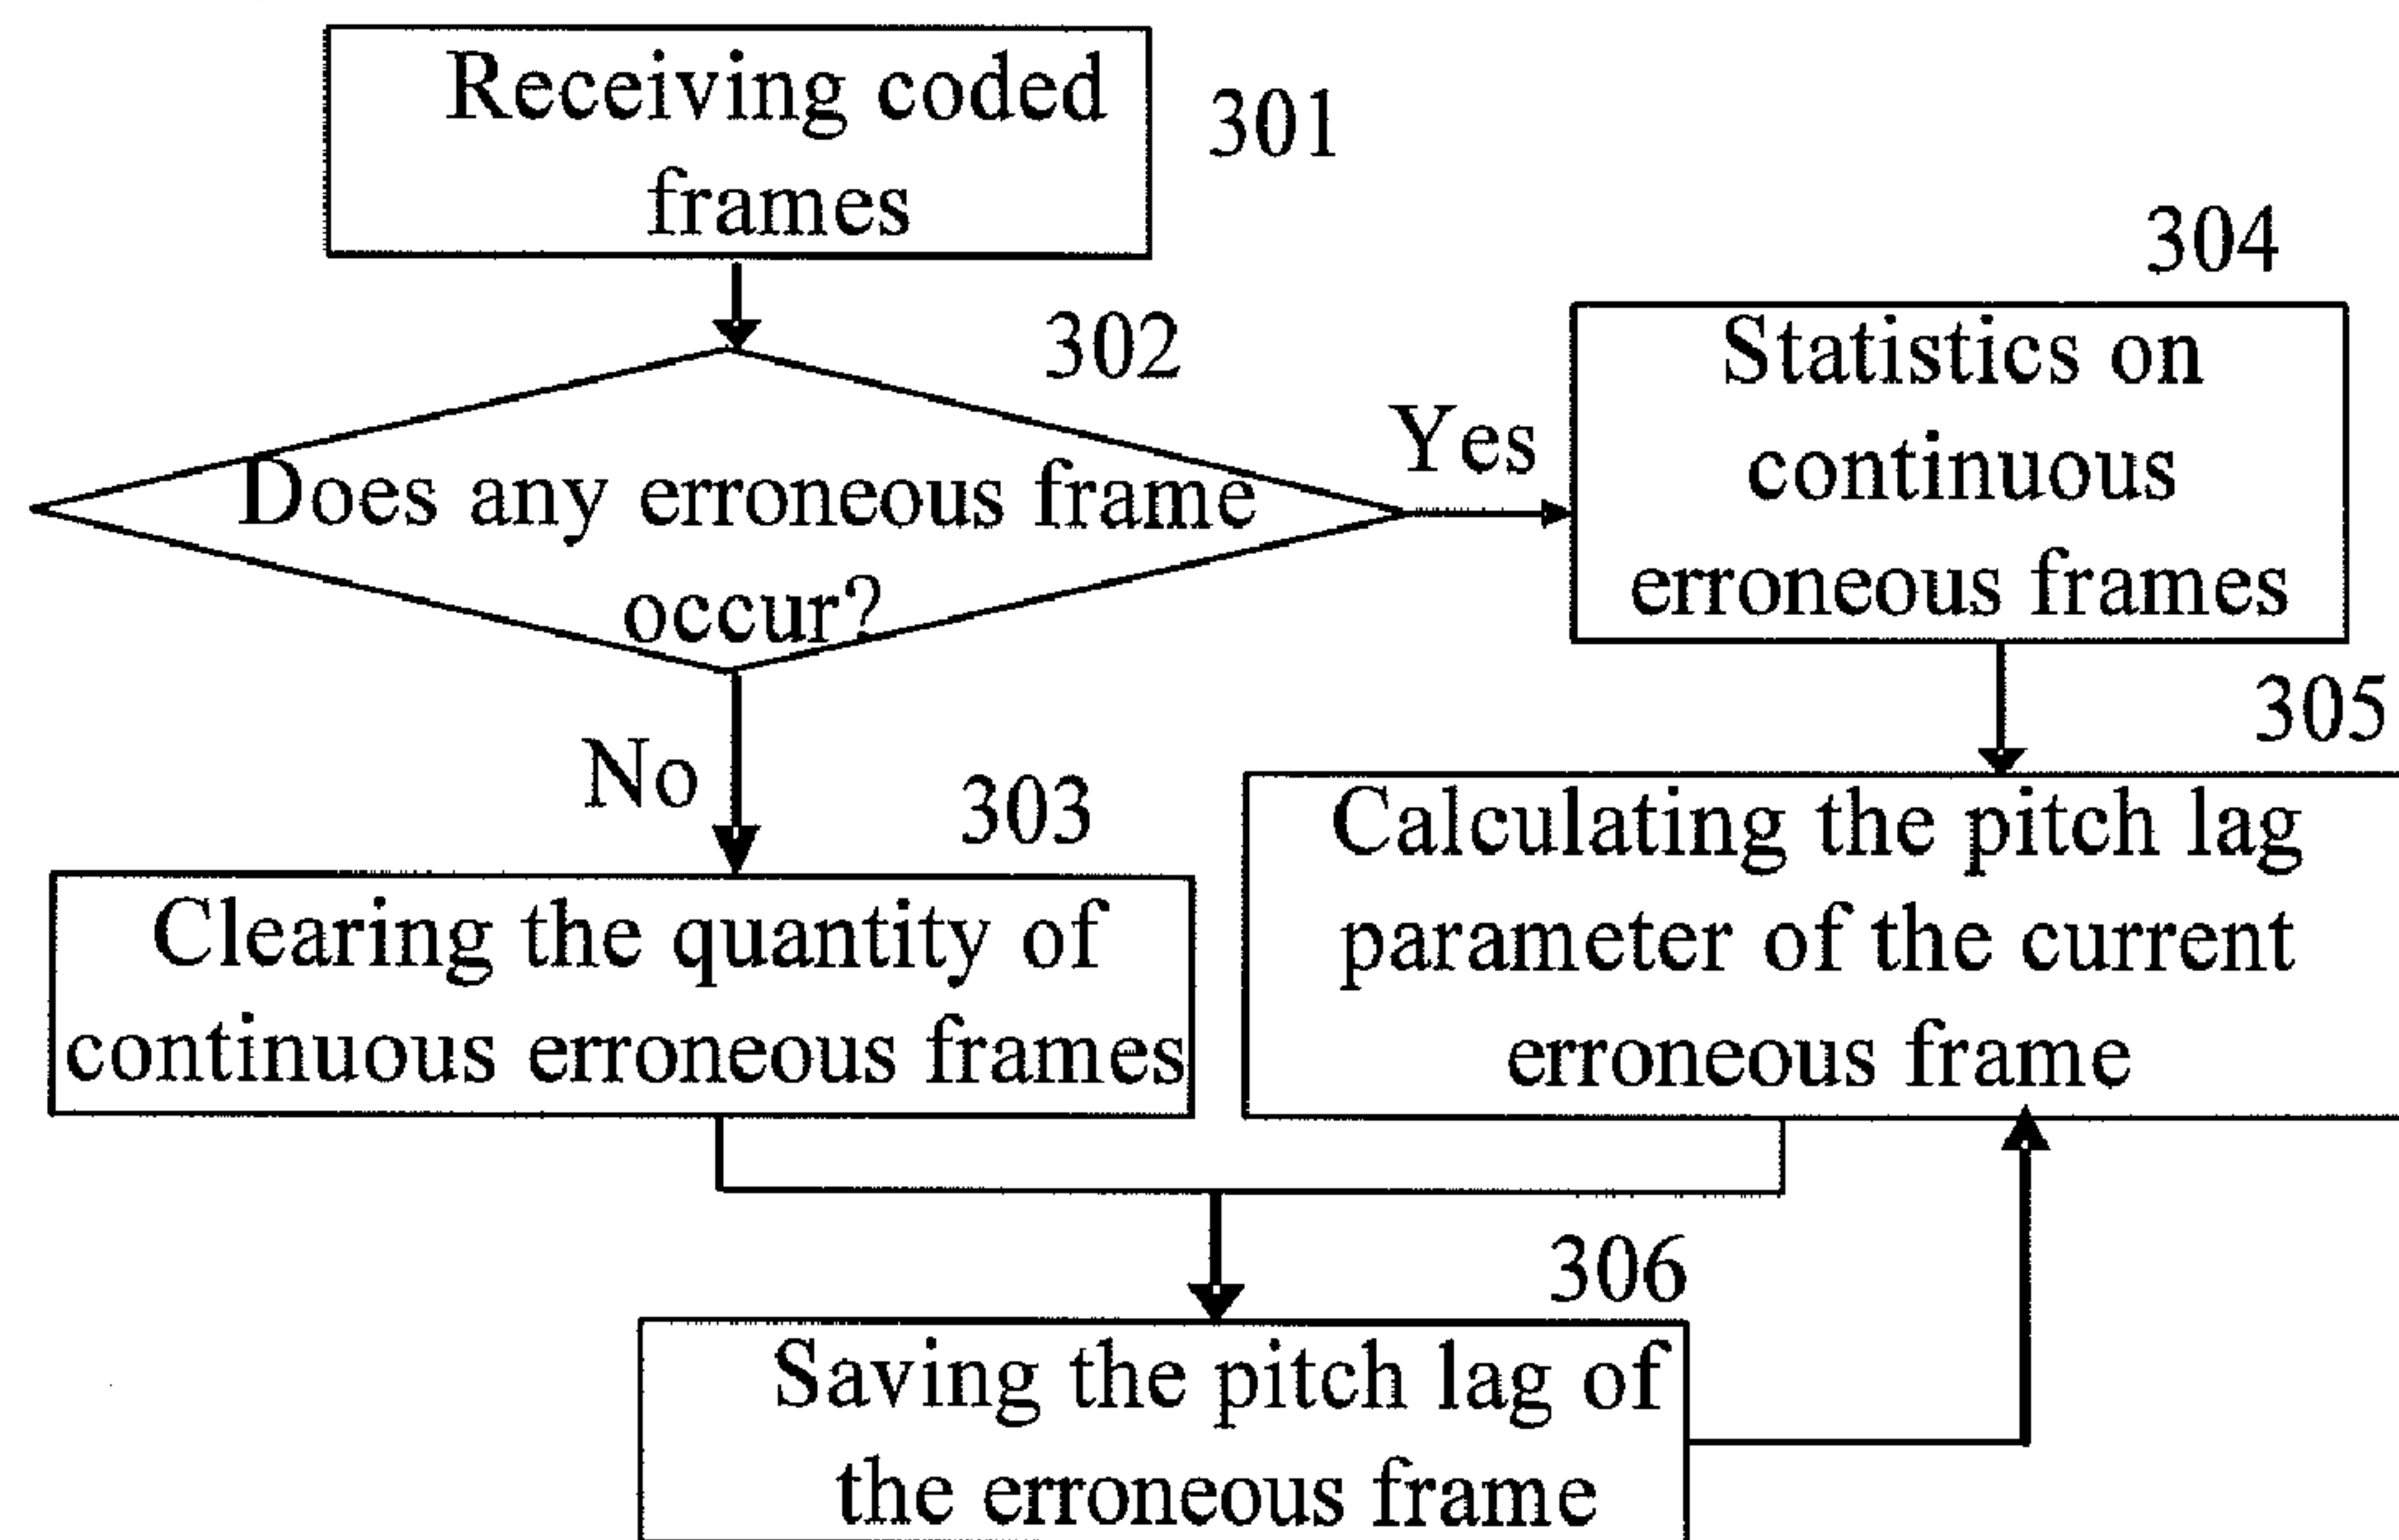 Receiving coded
frames
301
302
Does any erroneous frame
occur?
Yes
304
Statistics on
continuous
erroneous frames
No
303
Clearing the quantity of
continuous erroneous frames
305
Calculating the pitch lag
parameter of the current
erroneous frame
306
Saving the pitch lag of
the erroneous frame